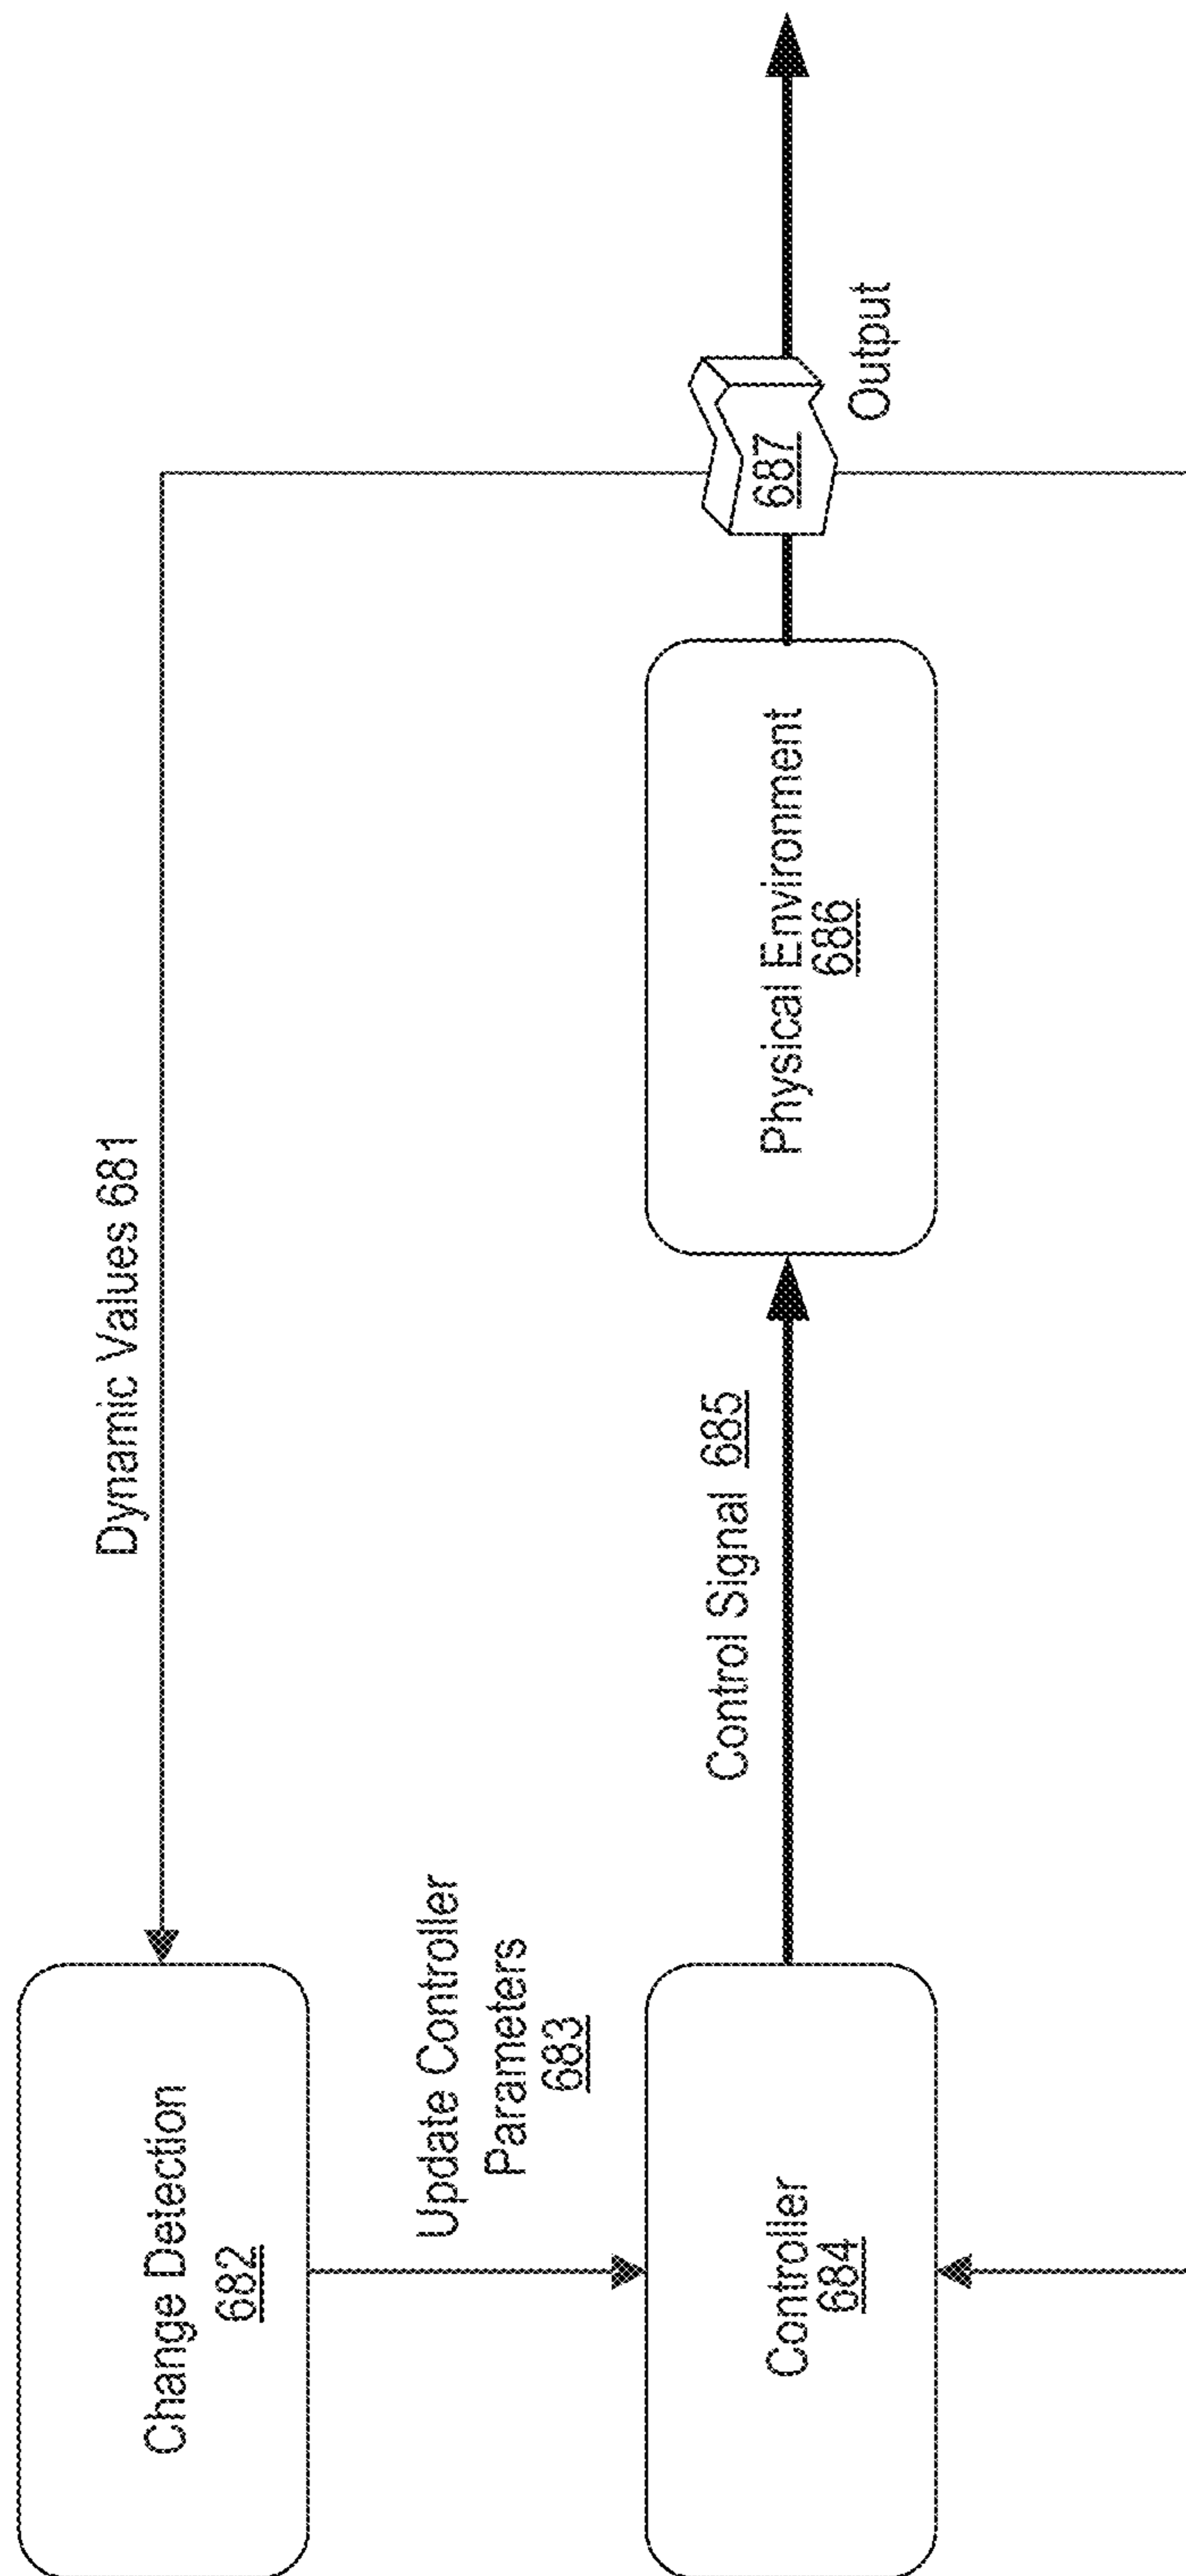 Dynamic Values 681
Change Detection
682
Update Controller
Parameters
683
Controller
684
Control Signal 685
Physical Environment
686
687
Output